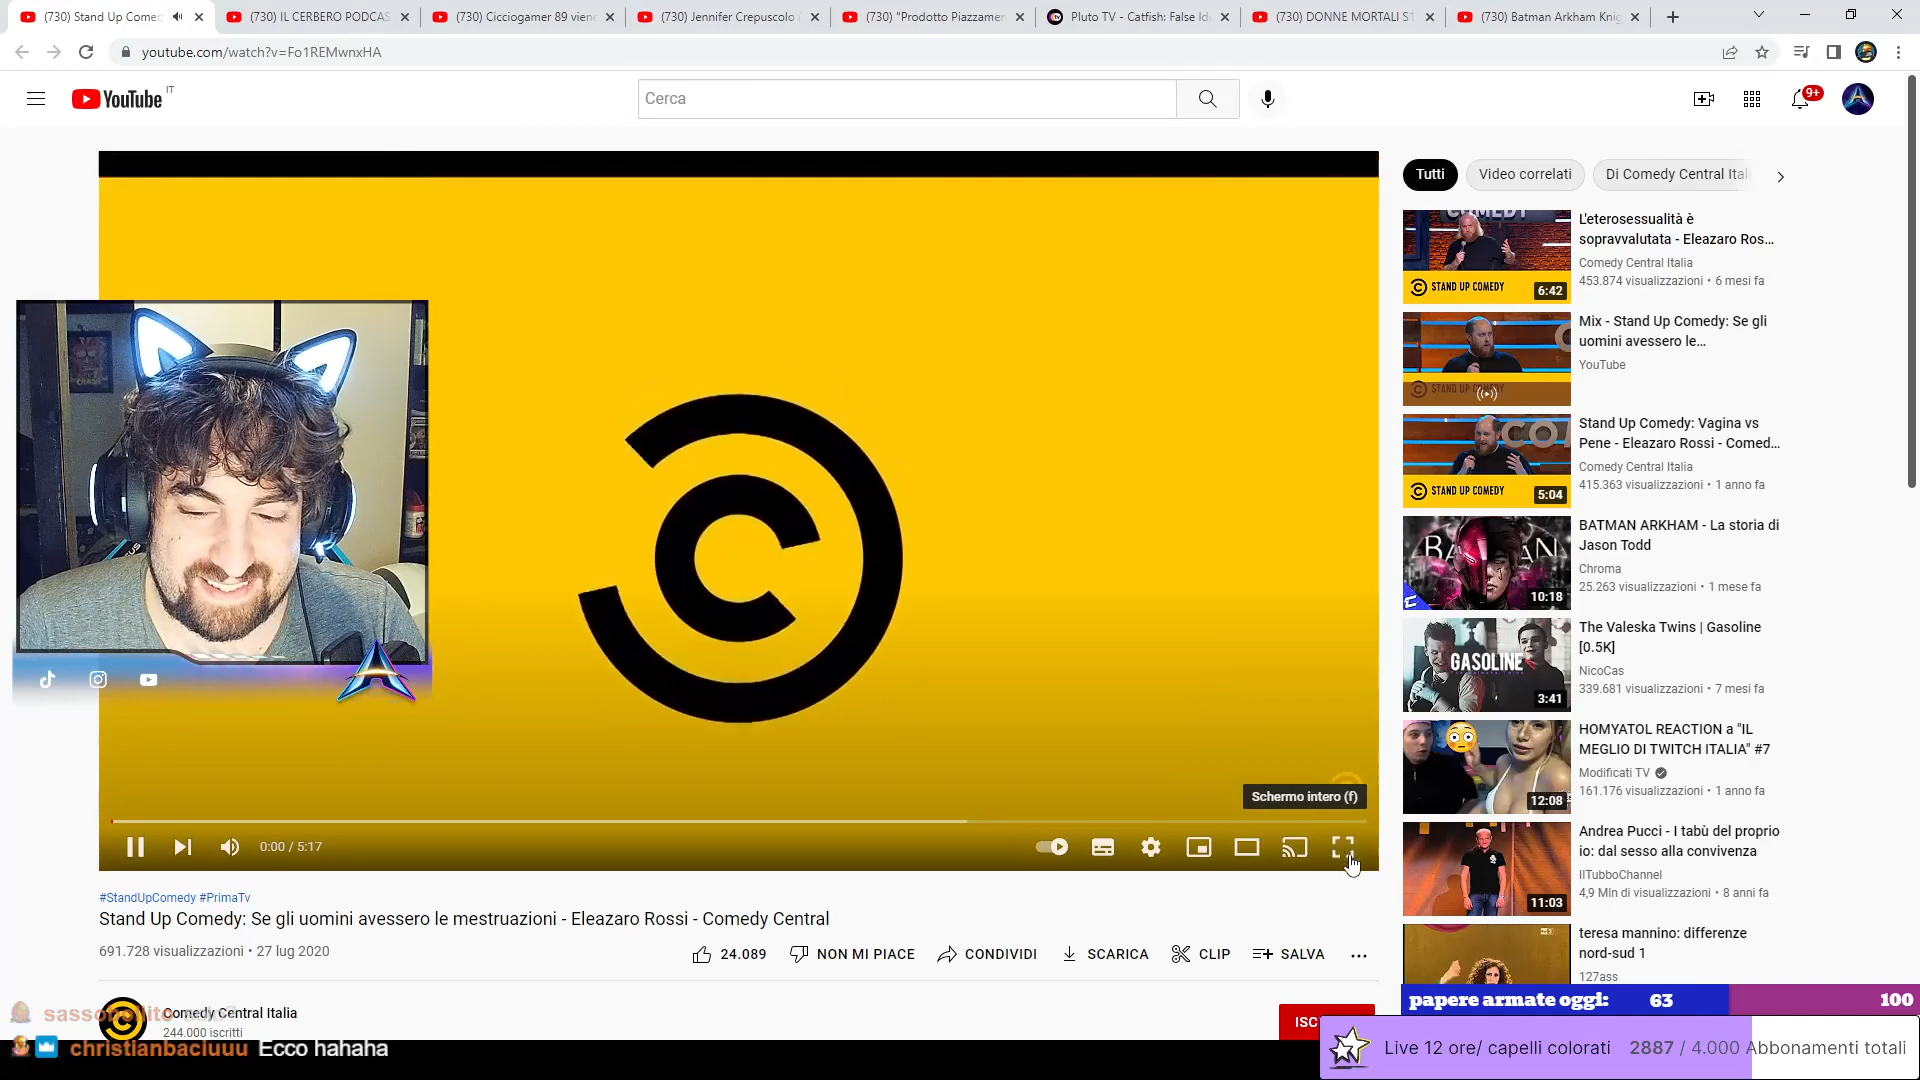 (730) Stand Up Comed
(730) IL CERBERO PODCAS
(730) Cicciogamer 89 viene
(730) Jennifer Crepuscolo
(730) "Prodotto Piazzamen
Pluto TV - Catfish: False Id
(730) DONNE MORTALI S1
(730) Batman Arkham Knig
youtube.com/watch?v=Fo1REMwnxHA
YouTube IT
Cerca
9+
Tutti
Video correlati
Di Comedy Central Itali
L'eterosessualità è
sopravvalutata - Eleazaro Ros...
Comedy Central Italia
453.874 visualizzazioni • 6 mesi fa
STAND UP COMEDY
6:42
Mix - Stand Up Comedy: Se gli
uomini avessero le...
YouTube
STAND UP COMEDY
Stand Up Comedy: Vagina vs
Pene - Eleazaro Rossi - Comed...
Comedy Central Italia
415.363 visualizzazioni • 1 anno fa
STAND UP COMEDY
5:04
BATMAN ARKHAM - La storia di
Jason Todd
Chroma
25.263 visualizzazioni • 1 mese fa
10:18
The Valeska Twins | Gasoline
[0.5K]
NicoCas
339.681 visualizzazioni • 7 mesi fa
GASOLINE
3:41
HOMYATOL REACTION a "IL
MEGLIO DI TWITCH ITALIA" #7
Modificati TV
161.176 visualizzazioni • 1 anno fa
12:08
Andrea Pucci - I tabù del proprio
io: dal sesso alla convivenza
IlTubboChannel
4,9 Mln di visualizzazioni • 8 anni fa
11:03
teresa mannino: differenze
nord-sud 1
127ass
Schermo intero (f)
0:00 / 5:17
#StandUpComedy #PrimaTv
Stand Up Comedy: Se gli uomini avessero le mestruazioni - Eleazaro Rossi - Comedy Central
691.728 visualizzazioni • 27 lug 2020
24.089
NON MI PIACE
CONDIVIDI
SCARICA
CLIP
SALVA
Comedy Central Italia
244.000 iscritti
christianbaciuuu Ecco hahaha
papere armate oggi: 63 100
Live 12 ore/ capelli colorati 2887 / 4.000 Abbonamenti totali